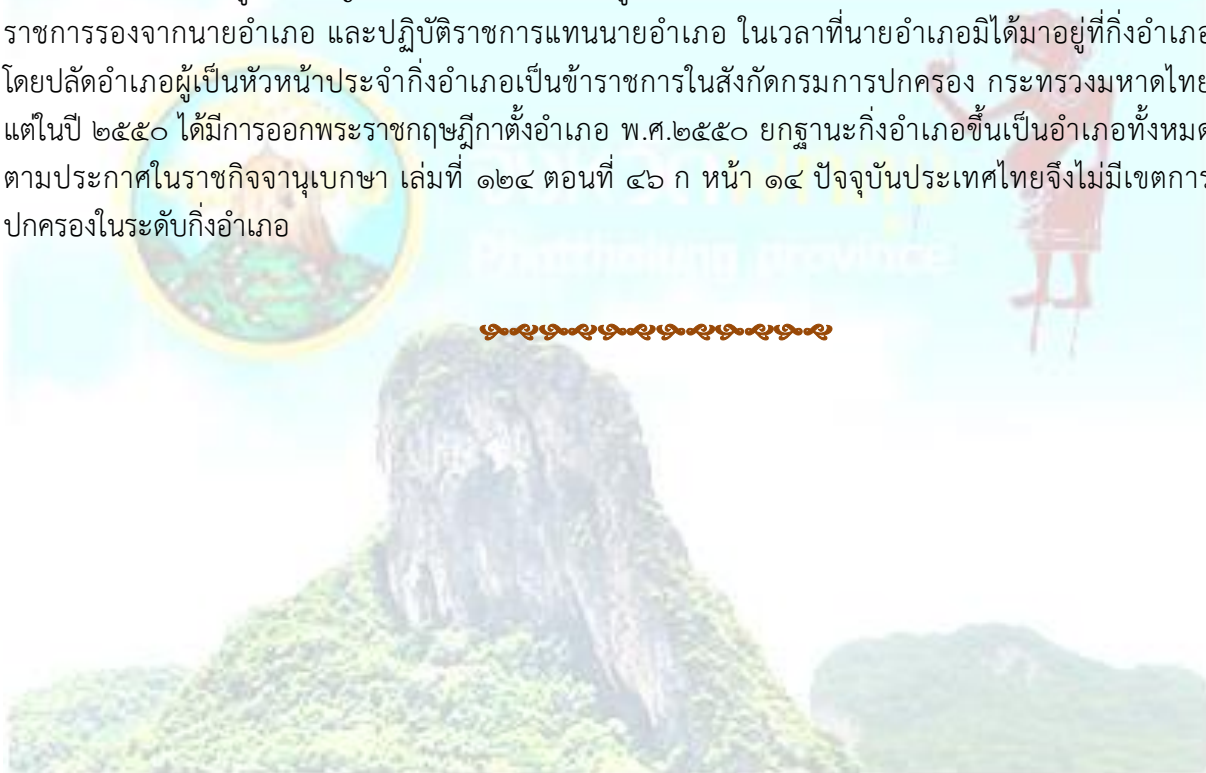 ราชการรองจากนายอำเภอ และปฏิบัติราชการแทนนายอำเภอ ในเวลาที่นายอำเภอมิได้มาอยู่ที่กิ่งอำเภอ
โดยปลัดอำเภอผู้เป็นหัวหน้าประจำกิ่งอำเภอเป็นข้าราชการในสังกัดกรมการปกครอง กระทรวงมหาดไทย
แต่ในปี ๒๕๕๐ ได้มีการออกพระราชกฤษฎีกาตั้งอำเภอ พ.ศ.๒๕๕๐ ยกฐานะกิ่งอำเภอขึ้นเป็นอำเภอทั้งหมด
ตามประกาศในราชกิจจานุเบกษา เล่มที่ ๑๒๔ ตอนที่ ๔๖ ก หน้า ๑๔ ปัจจุบันประเทศไทยจึงไม่มีเขตการ
ปกครองในระดับกิ่งอำเภอ
Phatthalung province